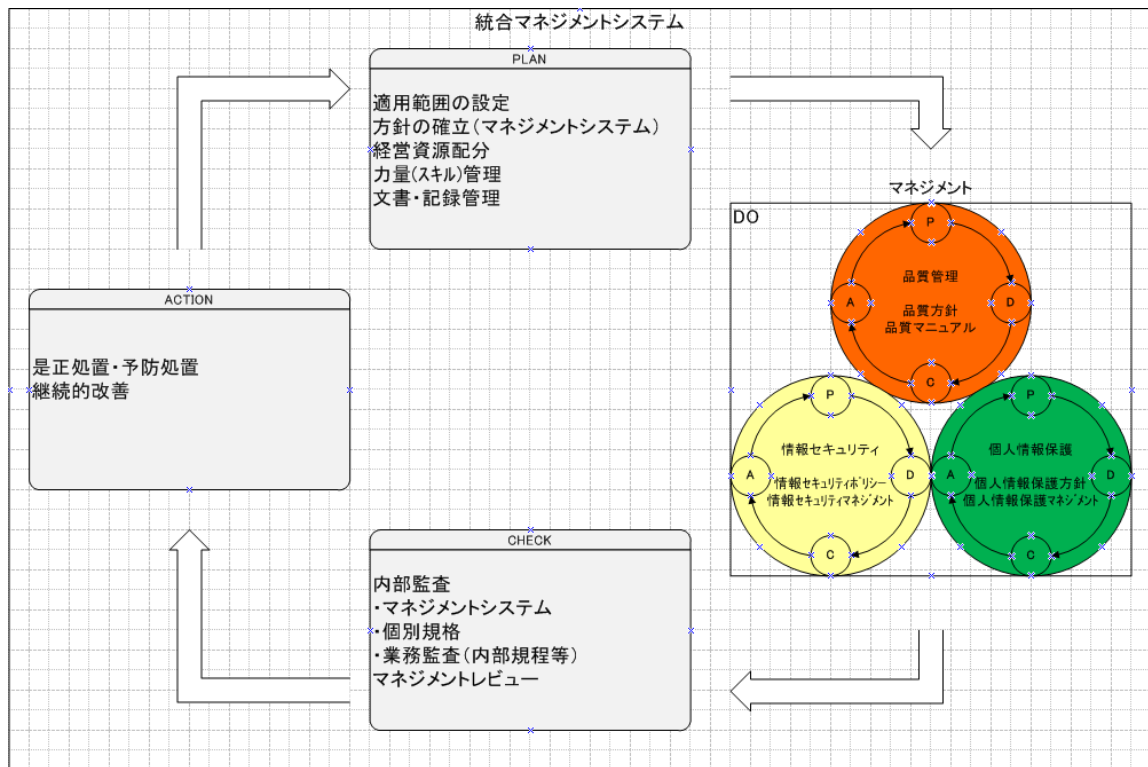 統合マネジメントシステム
PLAN
適用範囲の設定
方針の確立(マネジメントシステム)
経営資源配分
力量(ｽｷﾙ)管理
文書・記録管理
マネジメント
DO
P
品質管理
A
D
品質方針
品質マニュアル
C
ACTION
是正処置・予防処置
継続的改善
P
情報セキュリティ
A
D
情報ｾｷｭﾘﾃｨﾎﾟﾘｼｰ
情報ｾｷｭﾘﾃｨﾏﾈｼﾞﾒﾝﾄ
C
P
個人情報保護
A
D
個人情報保護方針
個人情報保護ﾏﾈｼﾞﾒﾝﾄ
C
CHECK
内部監査
・マネジメントシステム
・個別規格
・業務監査(内部規程等)
マネジメントレビュー